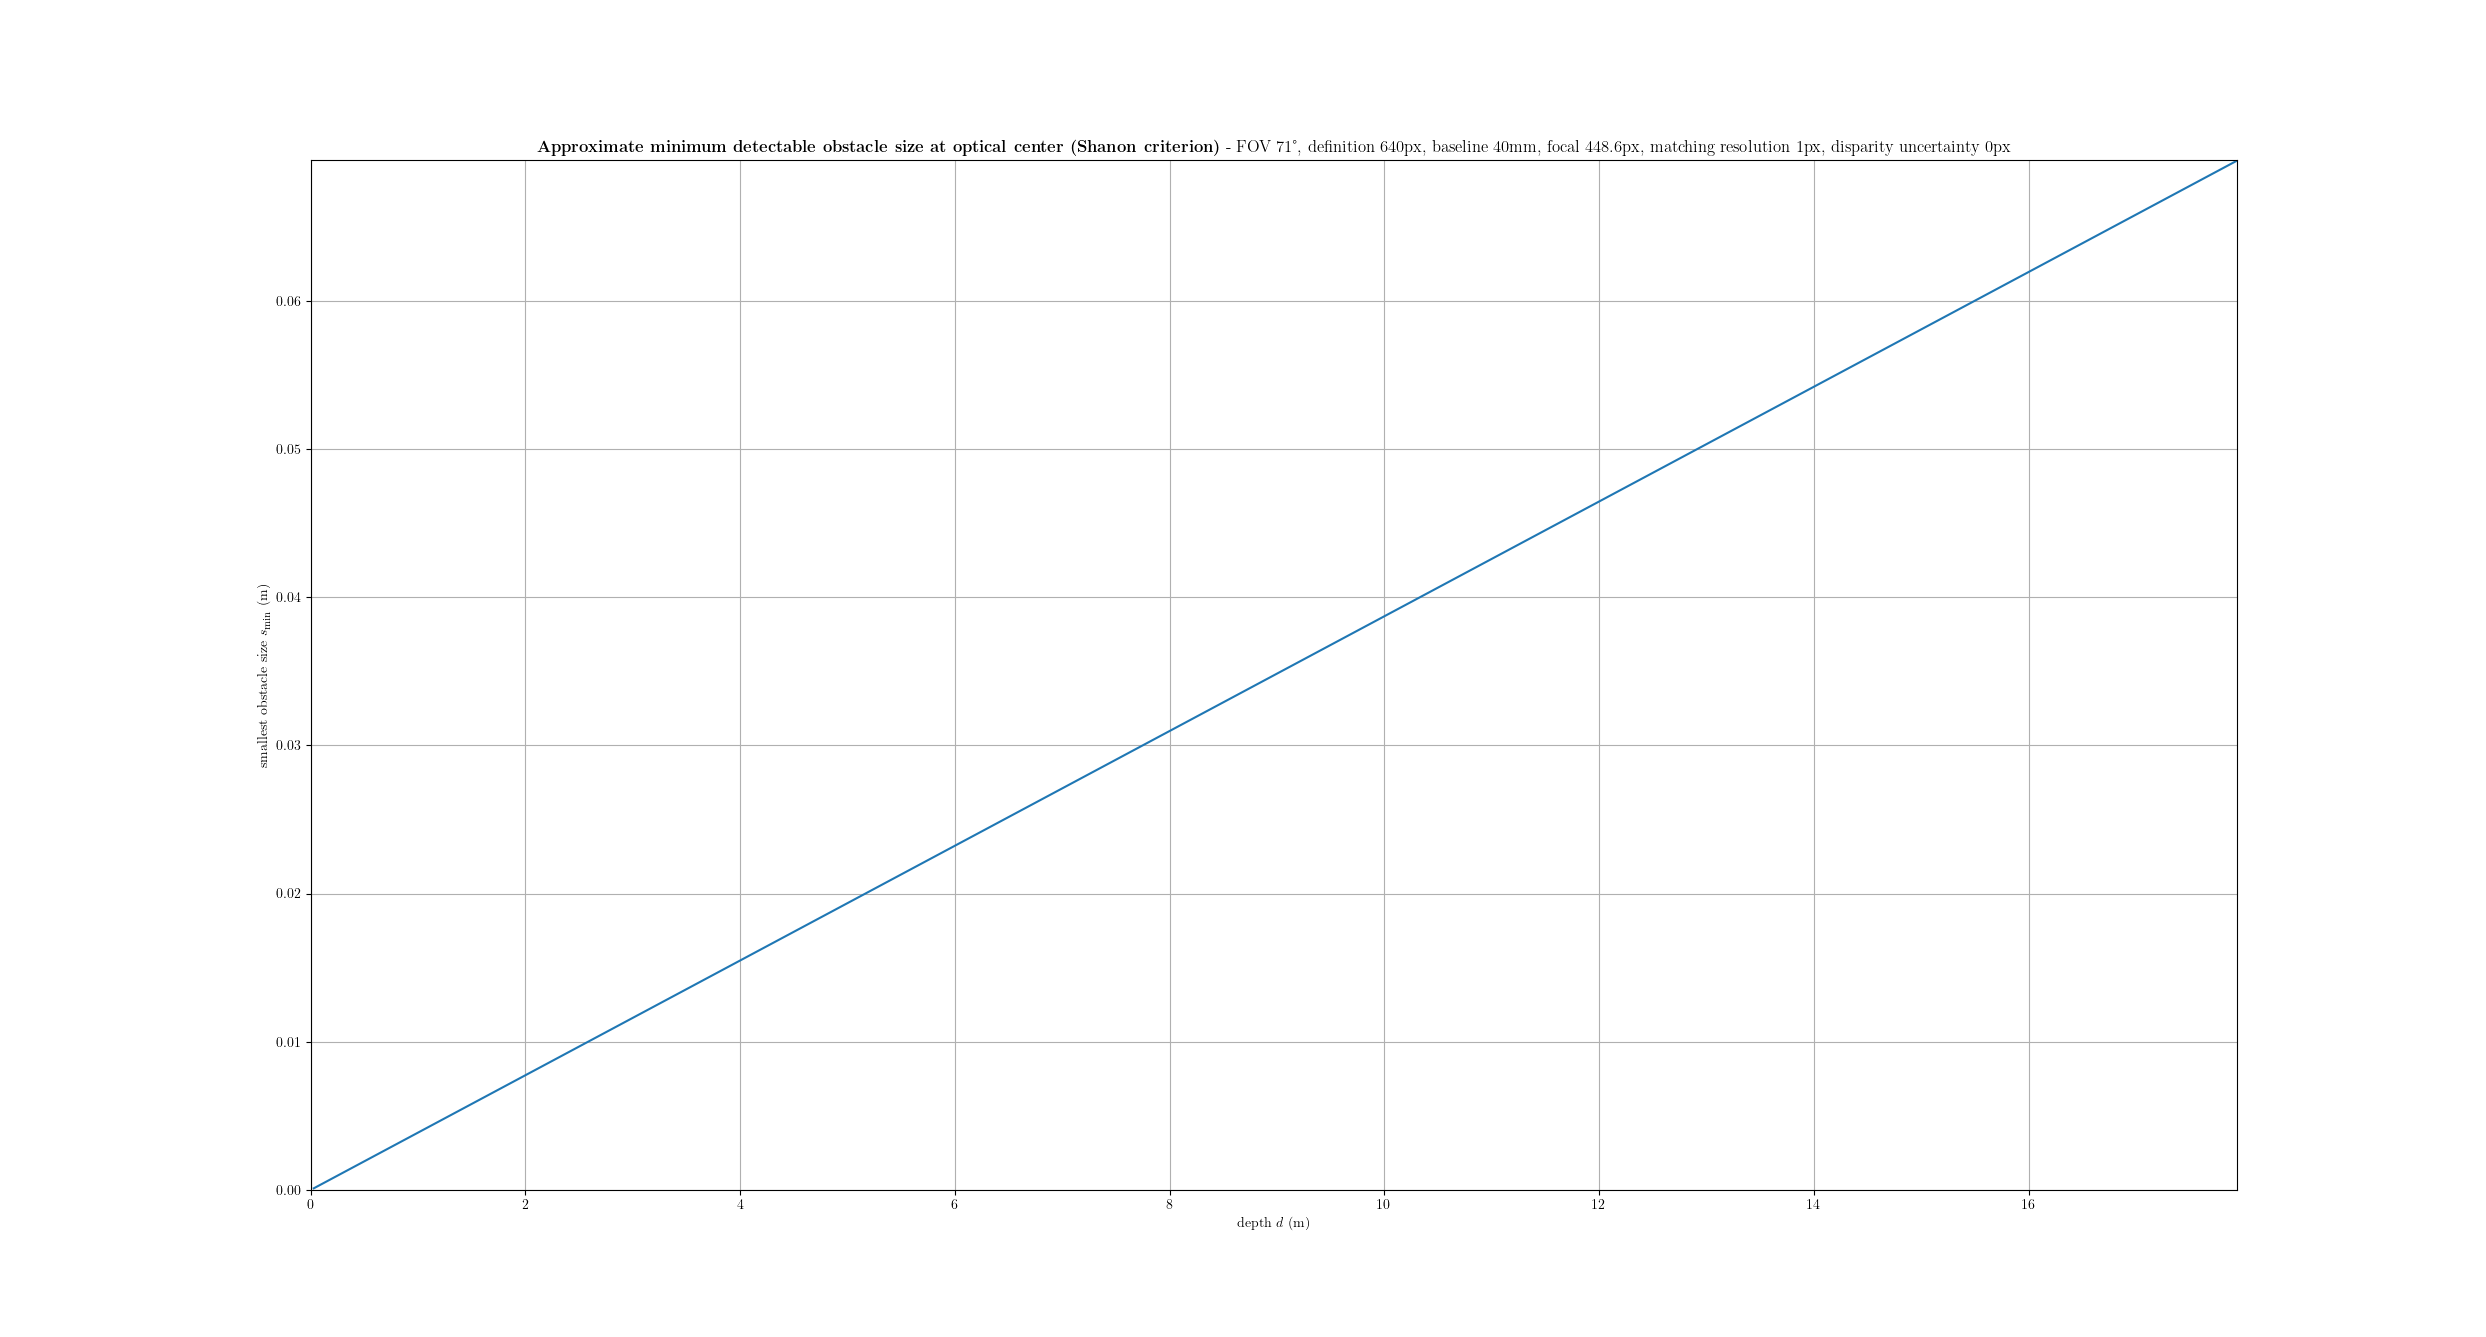 Approximate minimum detectable obstacle size at optical center (Shanon criterion) - FOV 71°, definition 640px, baseline 40mm, focal 448.6px, matching resolution 1px, disparity uncertainty 0px
smallest obstacle size s_min (m)
0.06
0.05
0.04
0.03
0.02
0.01
0.00
0 2 4 6 8 10 12 14 16
depth d (m)